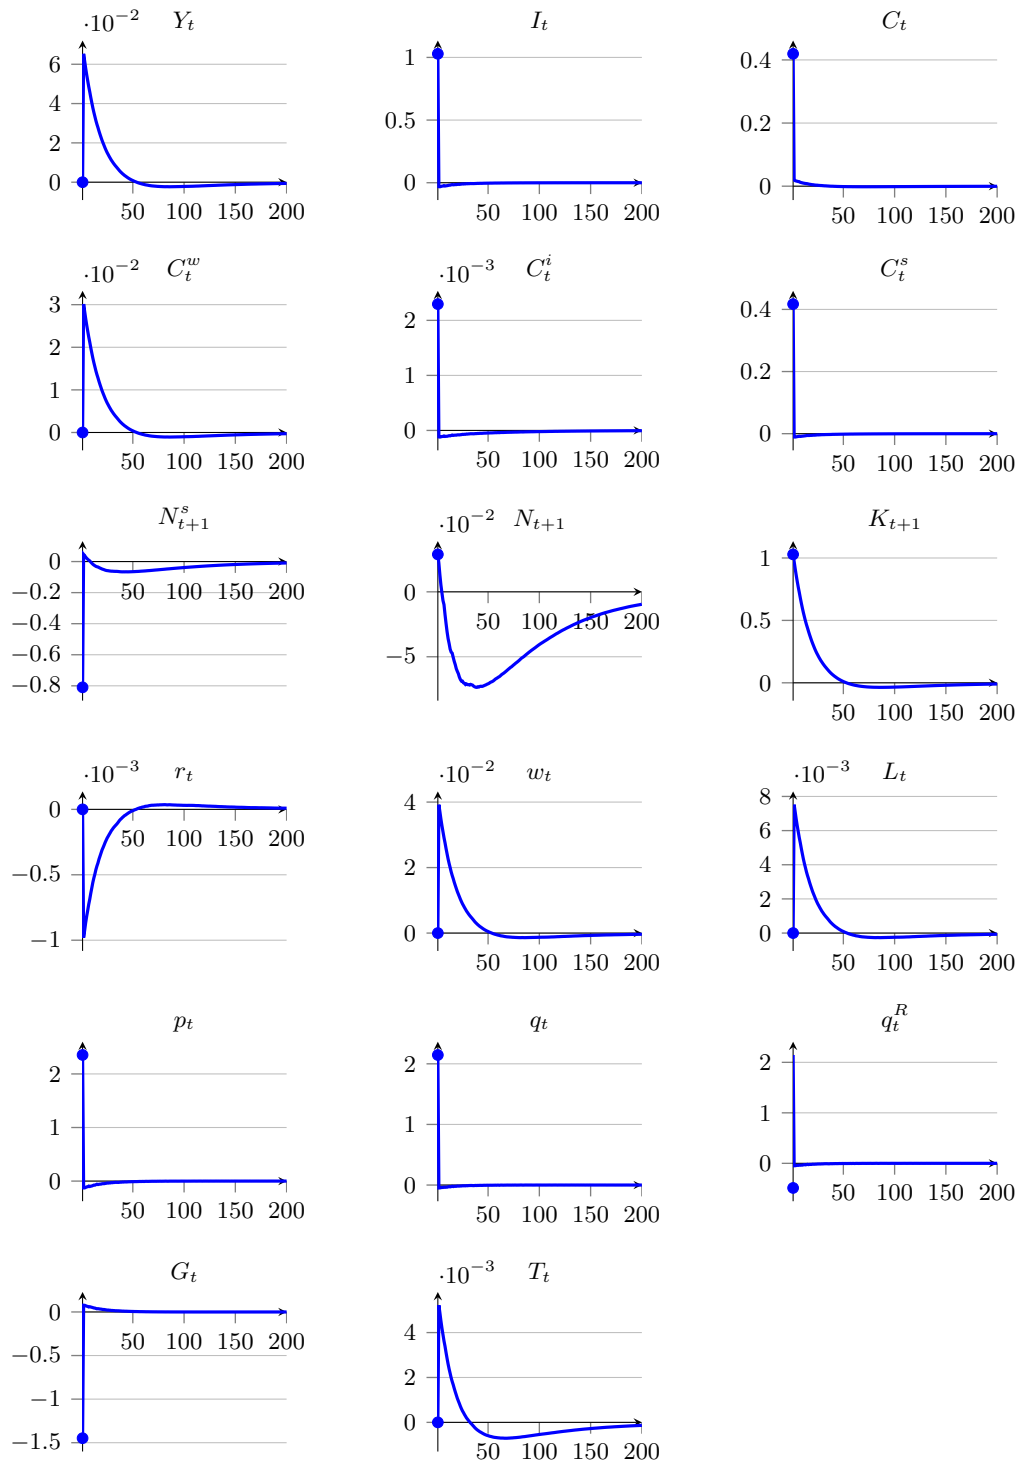 ·10⁻² Y_t I_t C_t
6 1 0.4
4
2 0.5 0.2
0 0 0
50 100 150 200 50 100 150 200 50 100 150 200
·10⁻² C_t^w ·10⁻³ C_t^i C_t^s
3 2 0.4
2
1 1 0.2
0 0 0
50 100 150 200 50 100 150 200 50 100 150 200
N_{t+1}^s ·10⁻² N_{t+1} K_{t+1}
0 0 1
50 100 150 200 50 100 150 200
−0.2
−0.4 0.5
−0.6 −5
−0.8 0
50 100 150 200
·10⁻³ r_t ·10⁻² w_t ·10⁻³ L_t
0 4 8
50 100 150 200 6
−0.5 2 4
2
−1 0 0
50 100 150 200 50 100 150 200
p_t q_t q_t^R
2 2 2
1 1 1
0 0 0
50 100 150 200 50 100 150 200 50 100 150 200
G_t ·10⁻³ T_t
0 4
50 100 150 200
−0.5 2
−1 0
−1.5 50 100 150 200